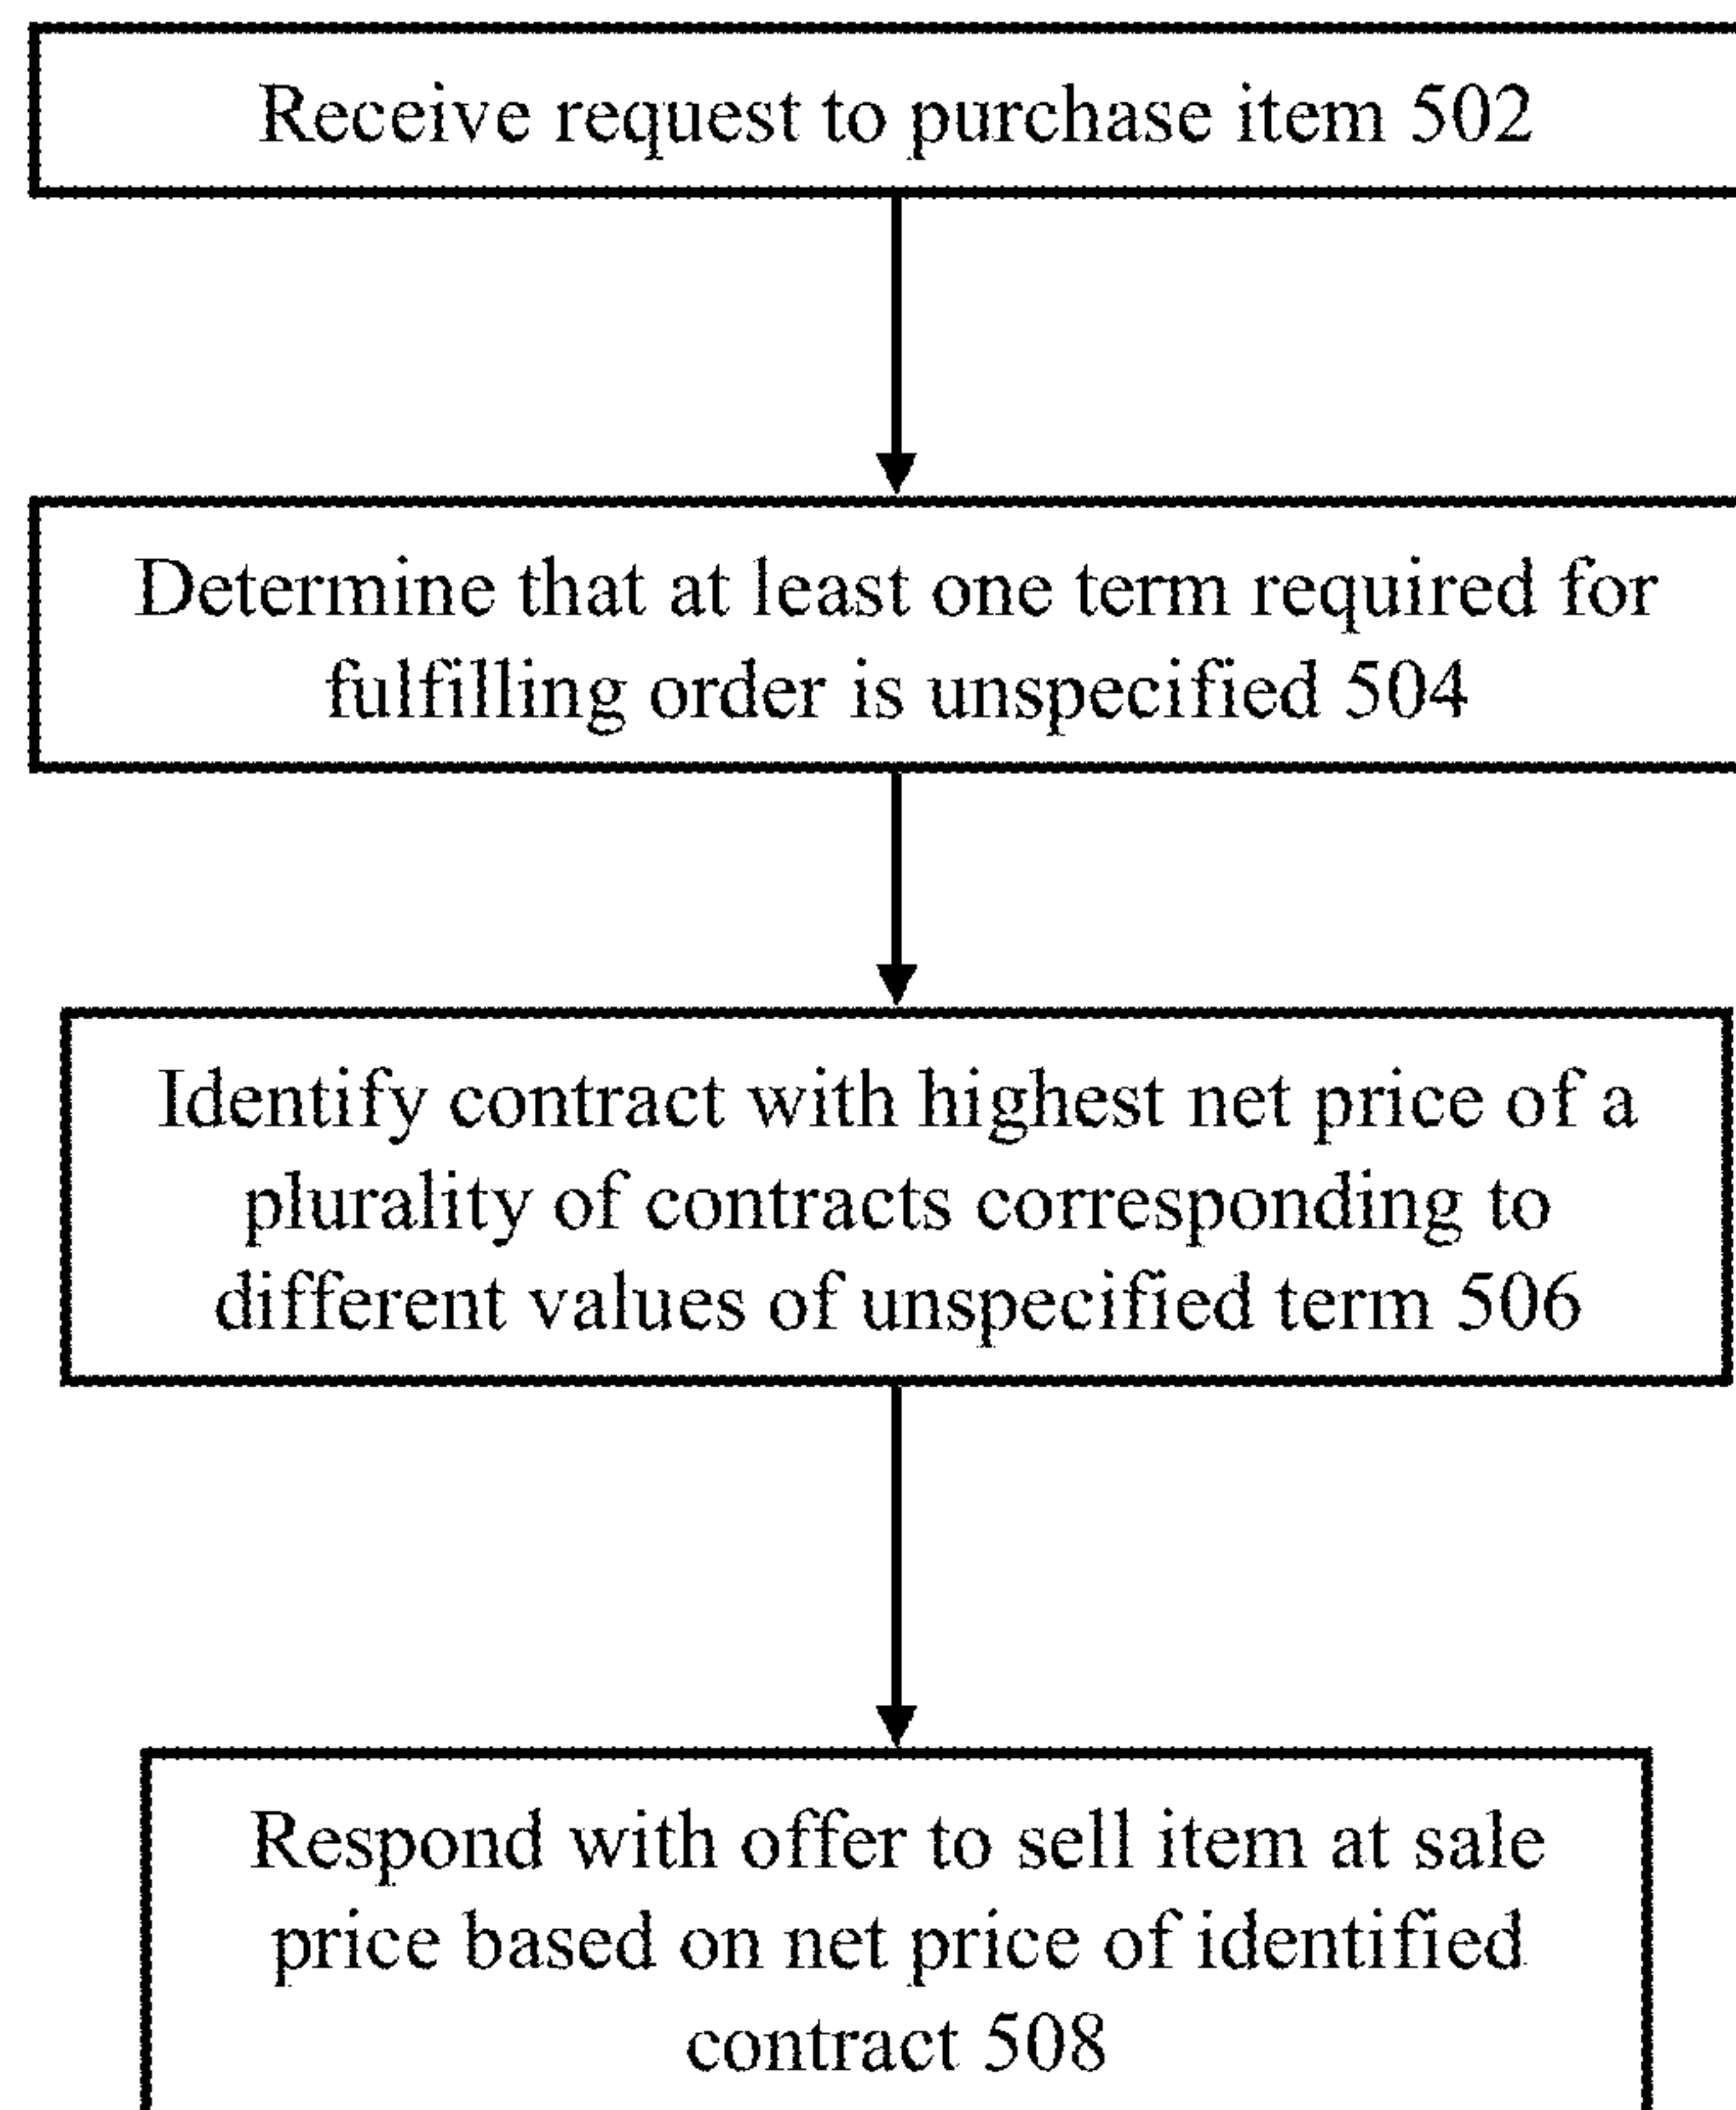 Receive request to purchase item 502
Determine that at least one term required for
fulfilling order is unspecified 504
Identify contract with highest net price of a
plurality of contracts corresponding to
different values of unspecified term 506
Respond with offer to sell item at sale
price based on net price of identified
contract 508